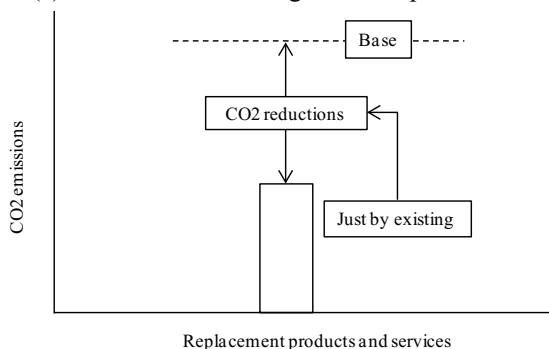 Base
CO2 reductions
Just by existing
CO2 emissions
Replacement products and services